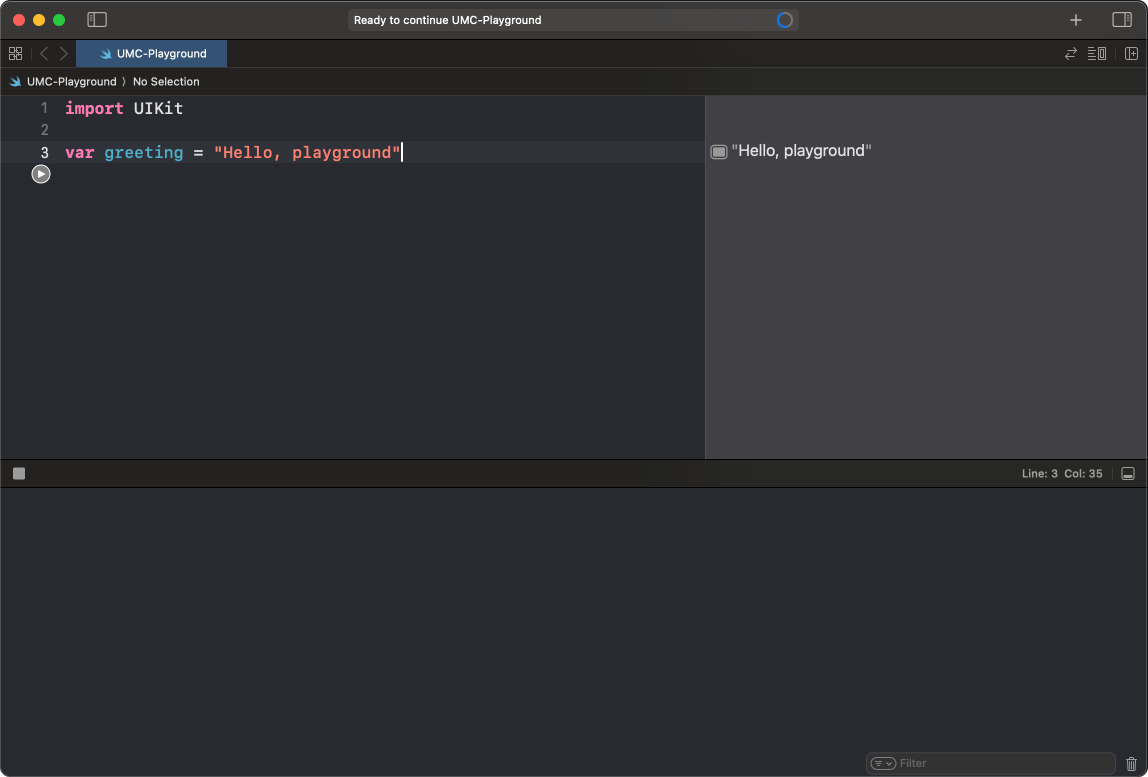 Ready to continue UMC-Playground
UMC-Playground
UMC-Playground 〉 No Selection
1 import UIKit
2
3 var greeting = "Hello, playground"
"Hello, playground"
Line: 3 Col: 35
Filter